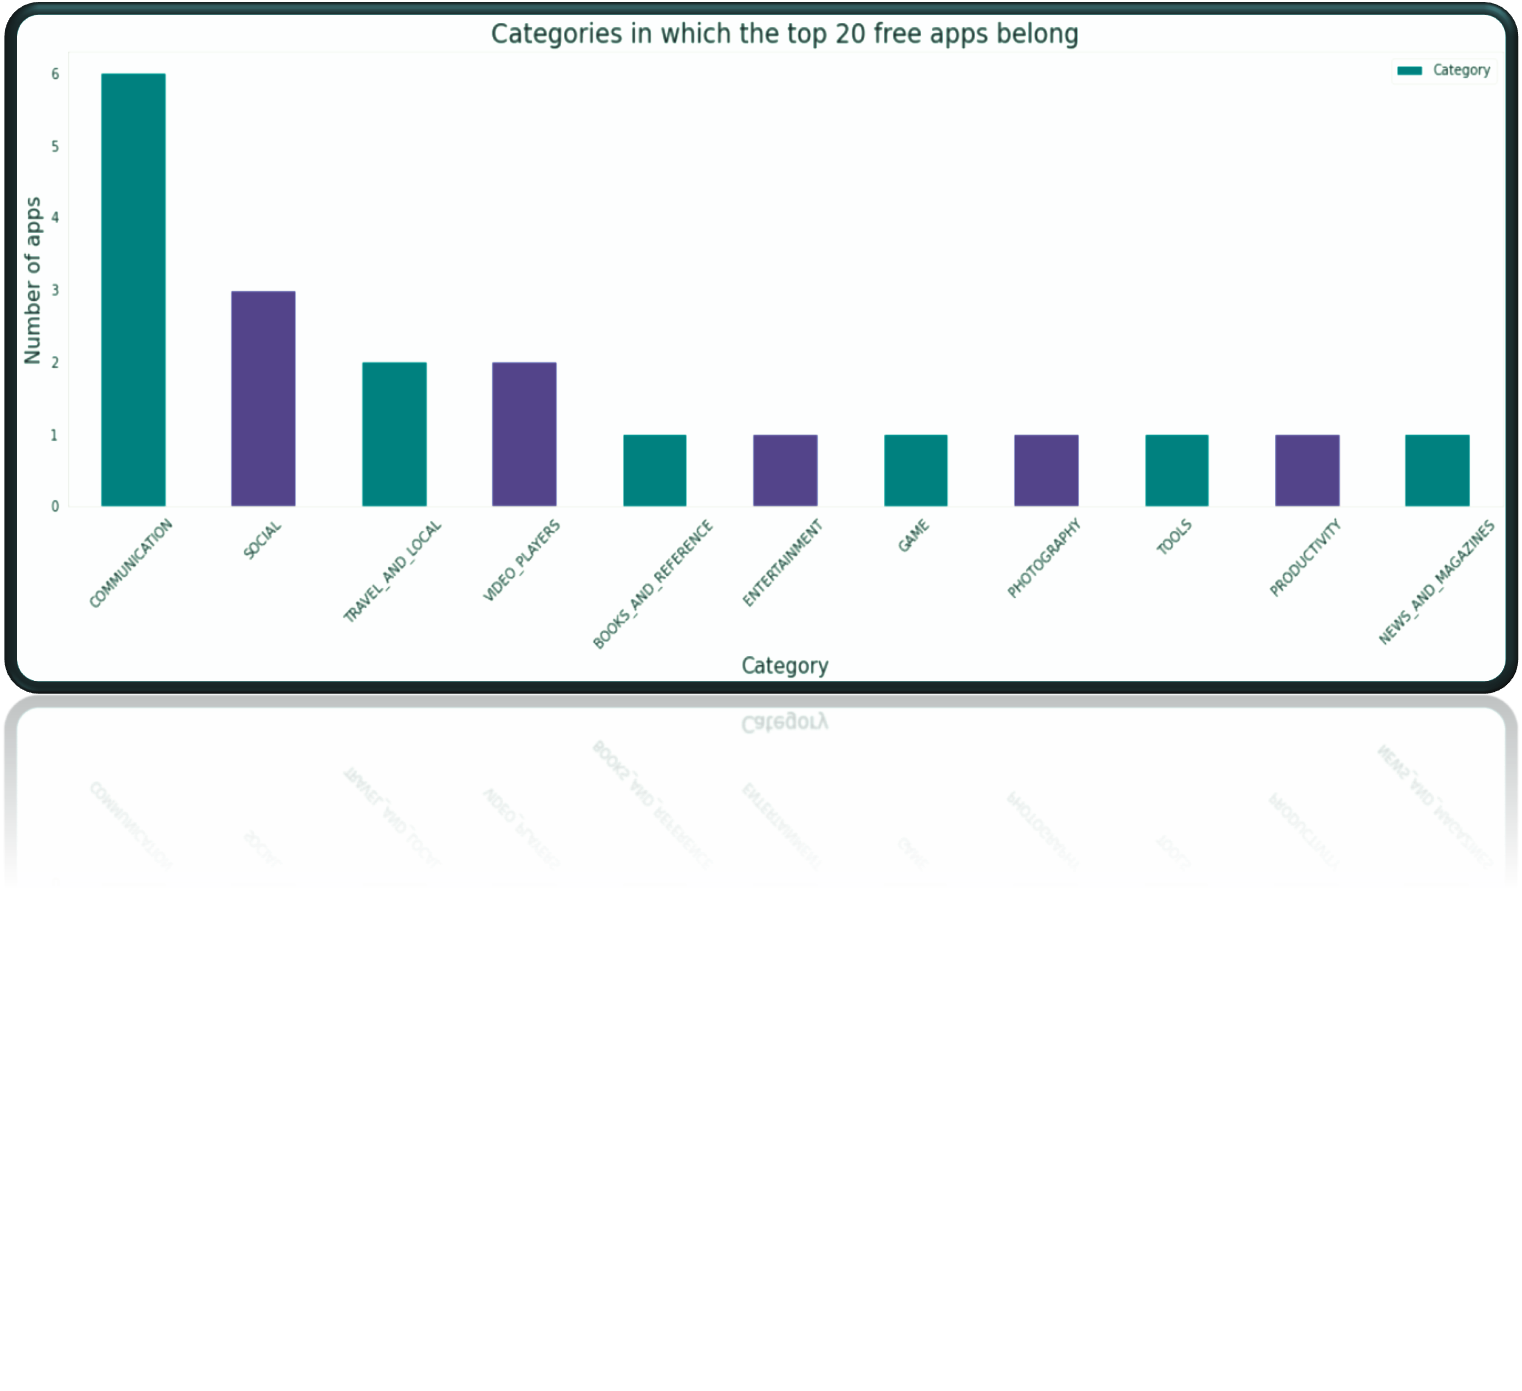 Categories in which the top 20 free apps belong
Category
6
5
4
3
2
1
0
Number of apps
COMMUNICATION
SOCIAL
TRAVEL_AND_LOCAL
VIDEO_PLAYERS
BOOKS_AND_REFERENCE
ENTERTAINMENT
GAME
PHOTOGRAPHY
TOOLS
PRODUCTIVITY
NEWS_AND_MAGAZINES
Category